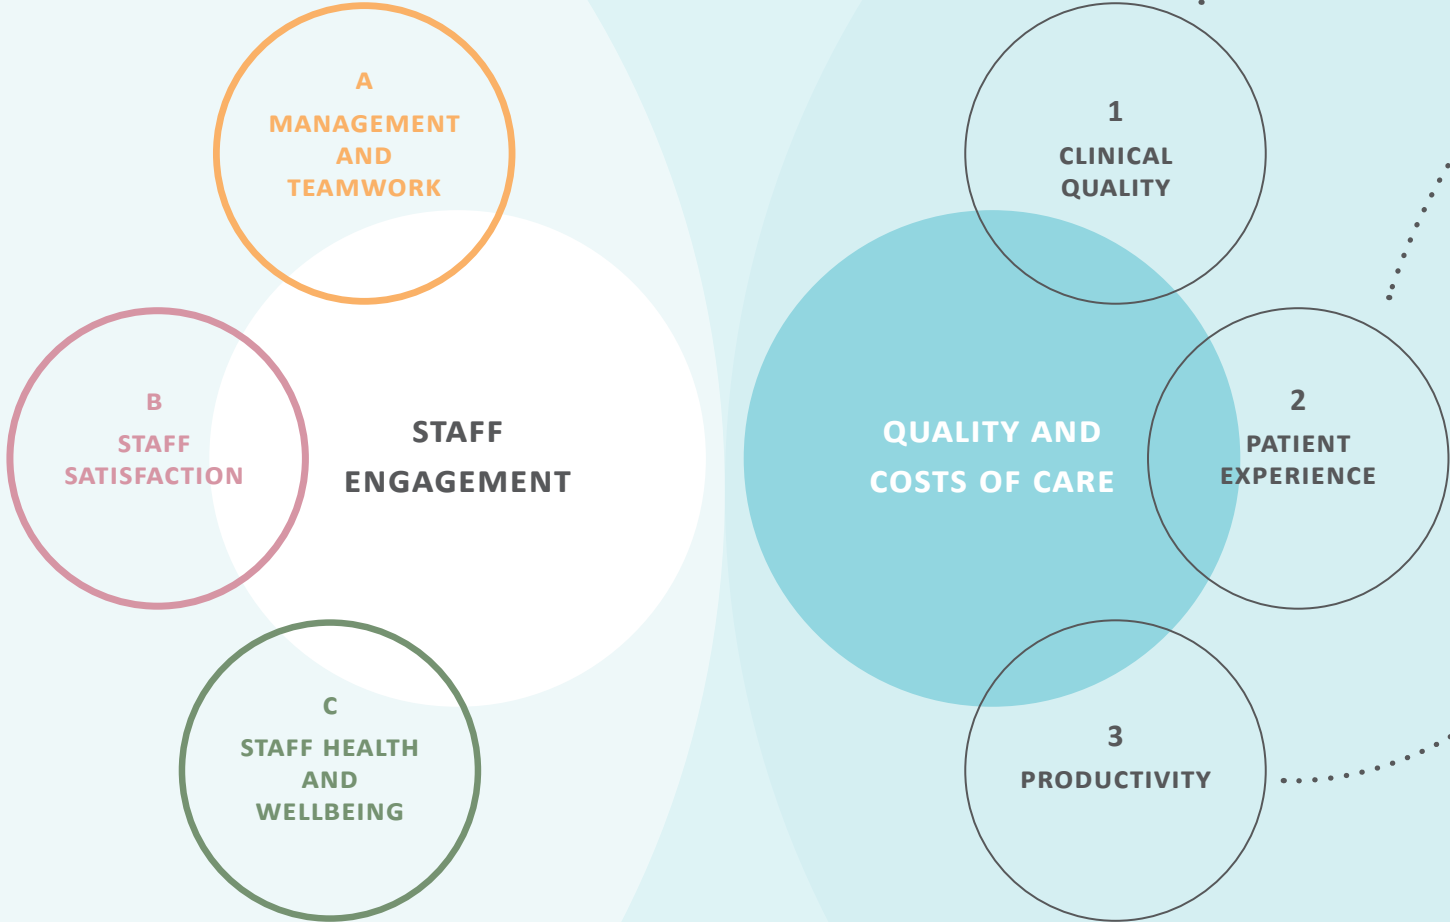 A
MANAGEMENT
AND
TEAMWORK
B
STAFF
SATISFACTION
C
STAFF HEALTH
AND
WELLBEING
STAFF
ENGAGEMENT
QUALITY AND
COSTS OF CARE
1
CLINICAL
QUALITY
2
PATIENT
EXPERIENCE
3
PRODUCTIVITY